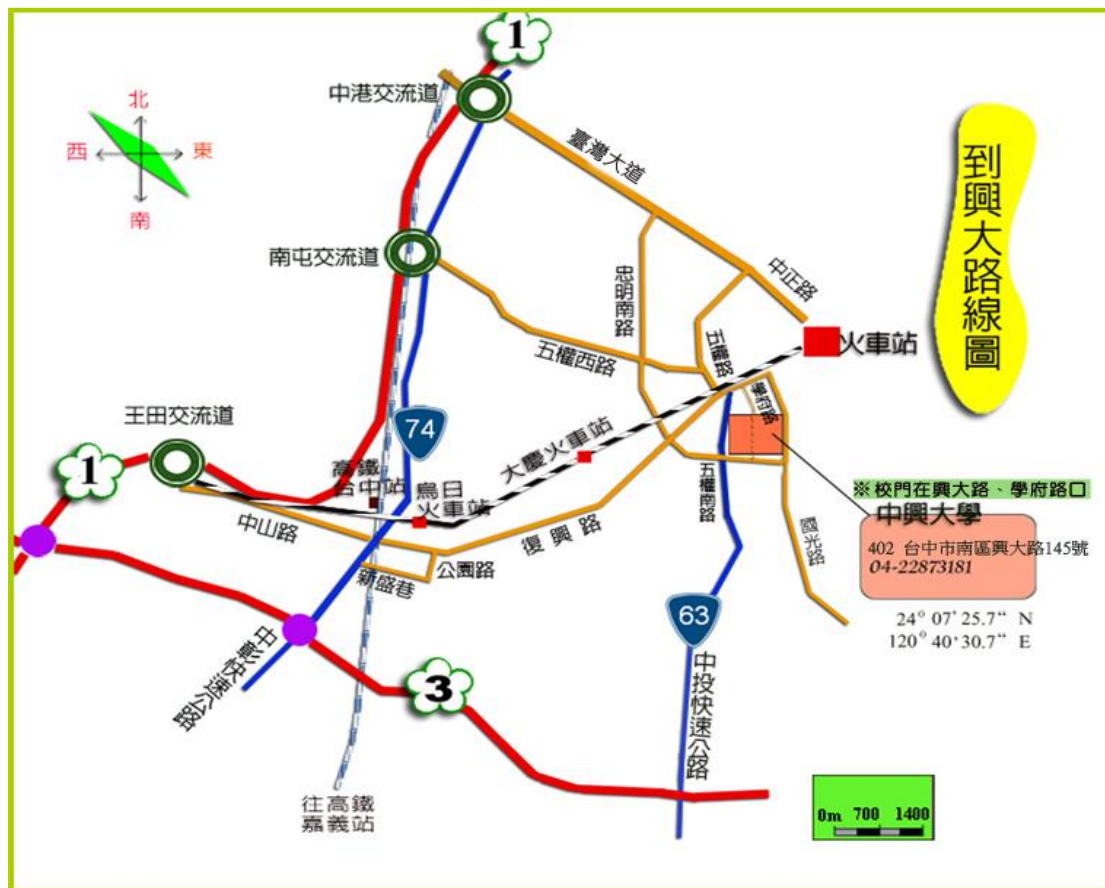 1
中港交流道
北
西
東
南
臺灣大道
到興大路線圖
南屯交流道
忠明南路
中正路
火車站
五權西路
五權路
學府路
王田交流道
74
大慶火車站
1
高鐵
台中站
烏日
火車站
五權南路
※校門在興大路、學府路口
中興大學
402 台中市南區興大路145號
04-22873181
中山路
復興路
國光路
公園路
新盛巷
24° 07'25.7“ N
120° 40'30.7“ E
63
中彰快速公路
3
中投快速公路
往高鐵
嘉義站
0m 700 1400